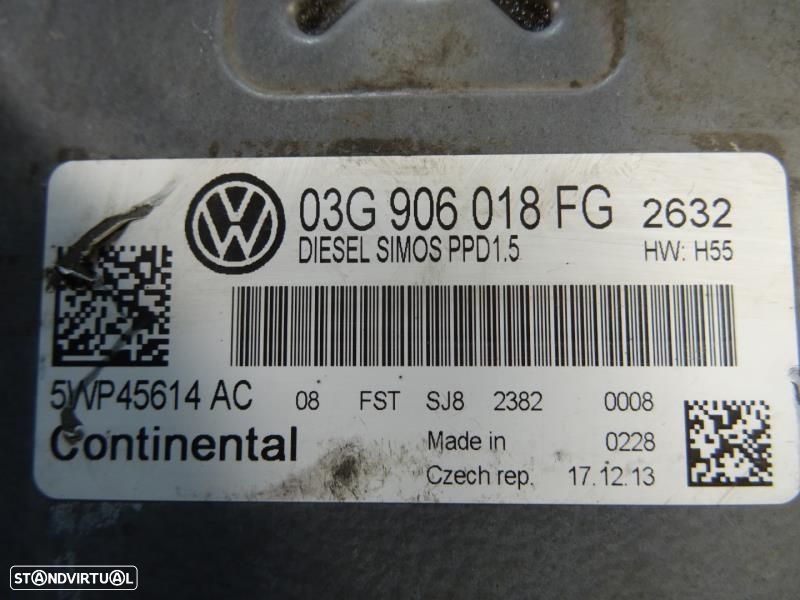 03G 906 018 FG 2632
DIESEL SIMOS PPD1.5 HW: H55
5WP45614 AC 08 FST SJ8 2382 0008
Continental Made in 0228
Czech rep. 17.12.13
STANDVIRTUAL